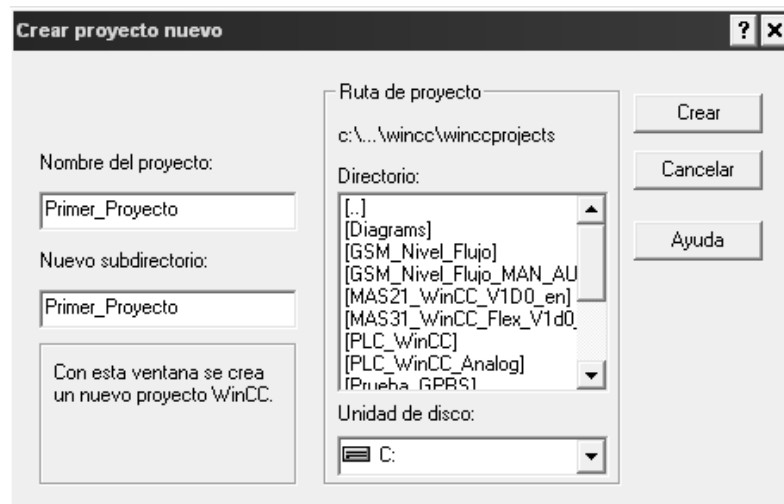 Crear proyecto nuevo
? X
Nombre del proyecto:
Primer_Proyecto
Nuevo subdirectorio:
Primer_Proyecto
Con esta ventana se crea
un nuevo proyecto WinCC.
Ruta de proyecto
c:\...\wincc\winccprojects
Directorio:
[..]
[Diagrams]
[GSM_Nivel_Flujo]
[GSM_Nivel_Flujo_MAN_AU
[MAS21_WinCC_V1D0_en]
[MAS31_WinCC_Flex_V1d0_
[PLC_WinCC]
[PLC_WinCC_Analog]
[Prueba_GPRS]
Unidad de disco:
C:
Crear
Cancelar
Ayuda